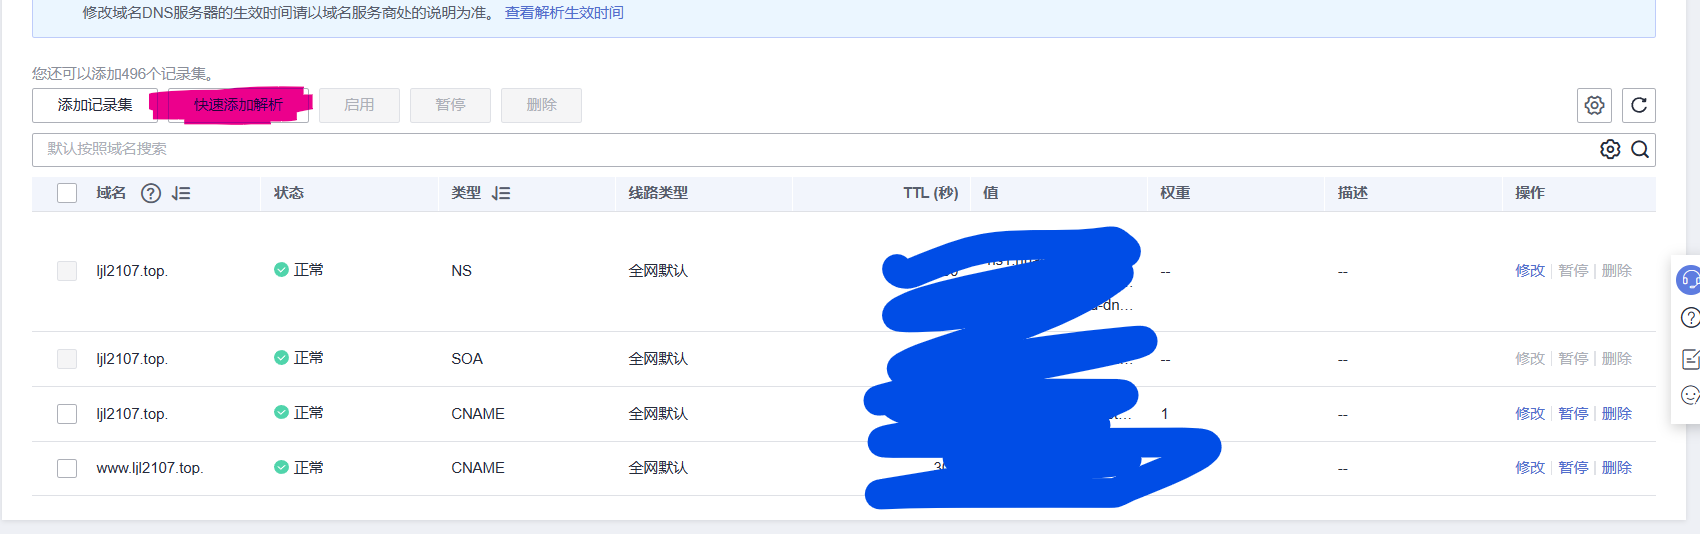 修改域名DNS服务器的生效时间请以域名服务商处的说明为准。 查看解析生效时间
您还可以添加496个记录集。
添加记录集 快速添加解析 启用 暂停 删除
默认按照域名搜索
域名 状态 类型 线路类型 TTL (秒) 值 权重 描述 操作
ljl2107.top. 正常 NS 全网默认 -- -- 修改 | 暂停 | 删除
d-dn...
ljl2107.top. 正常 SOA 全网默认 -- -- 修改 | 暂停 | 删除
ljl2107.top. 正常 CNAME 全网默认 1 -- 修改 | 暂停 | 删除
www.ljl2107.top. 正常 CNAME 全网默认 -- 修改 | 暂停 | 删除